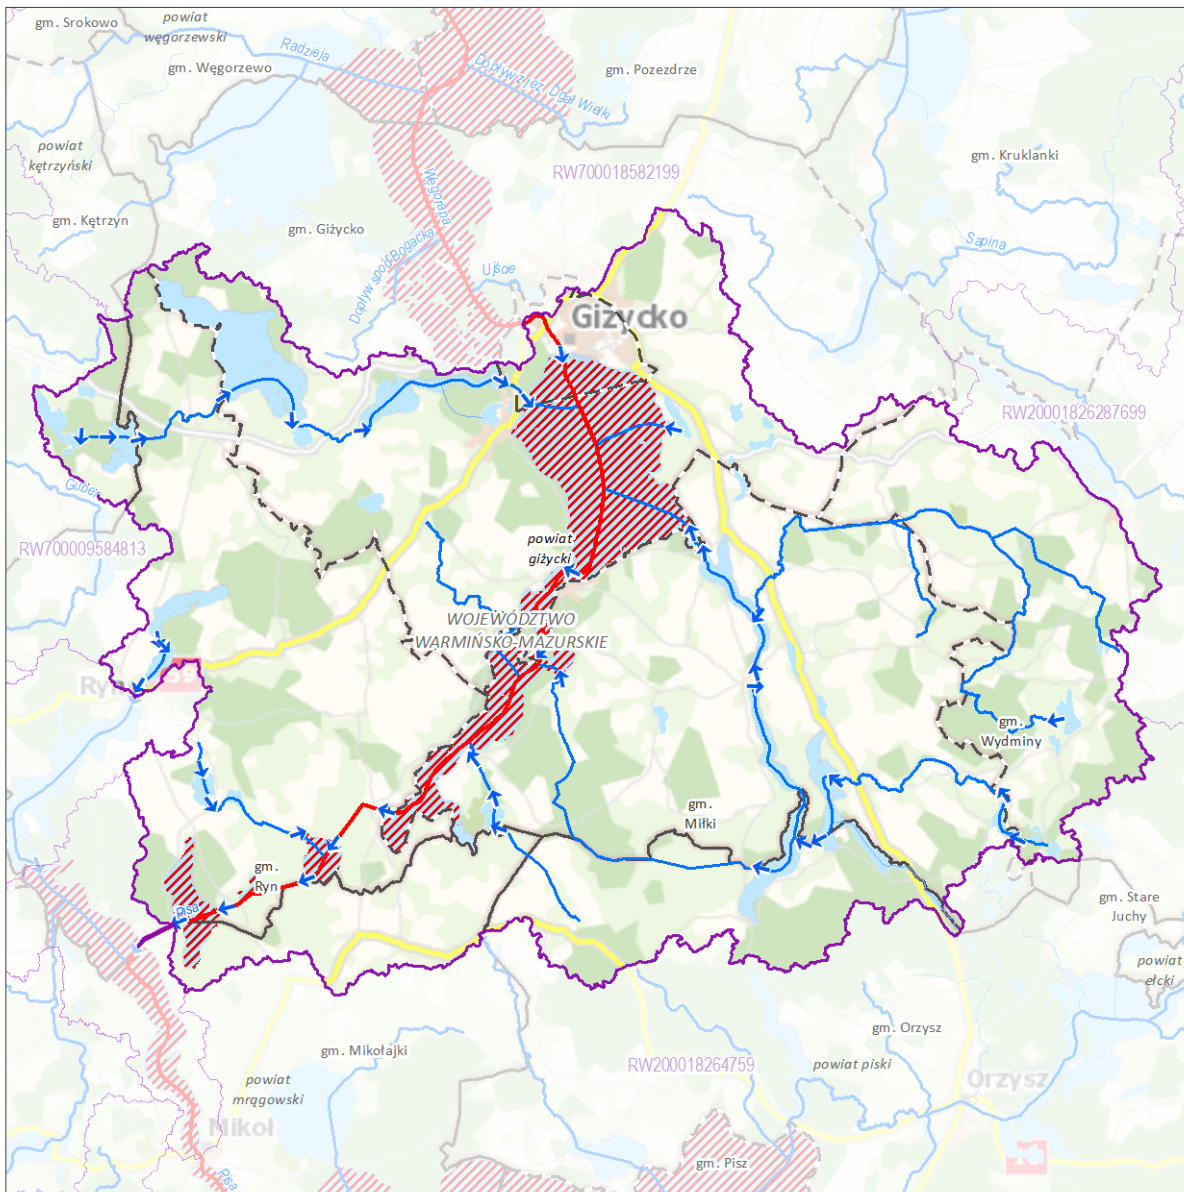 gm. Srokowo
powiat
węgorzewski
Radzieja
gm. Węgorzewo
Dopływ z jez. Dgał Wielki
gm. Pozezdrze
powiat
kętrzyński
RW700018582199
gm. Kruklanki
Węgorapa
gm. Kętrzyn
gm. Giżycko
Dopływ spod Bogacka
Ujście
Sapina
Giżycko
RW20001826287699
Guber
RW700009584813
powiat
giżycki
WOJEWÓDZTWO
WARMIŃSKO-MAZURSKIE
Ryn
59
gm.
Wydminy
gm.
Miłki
gm.
Ryn
Pisa
gm. Stare
Juchy
powiat
ełcki
gm. Orzysz
gm. Mikołajki
RW200018264759
powiat piski
powiat
mrągowski
Orzysz
Mikoł
gm. Pisz
Pisa